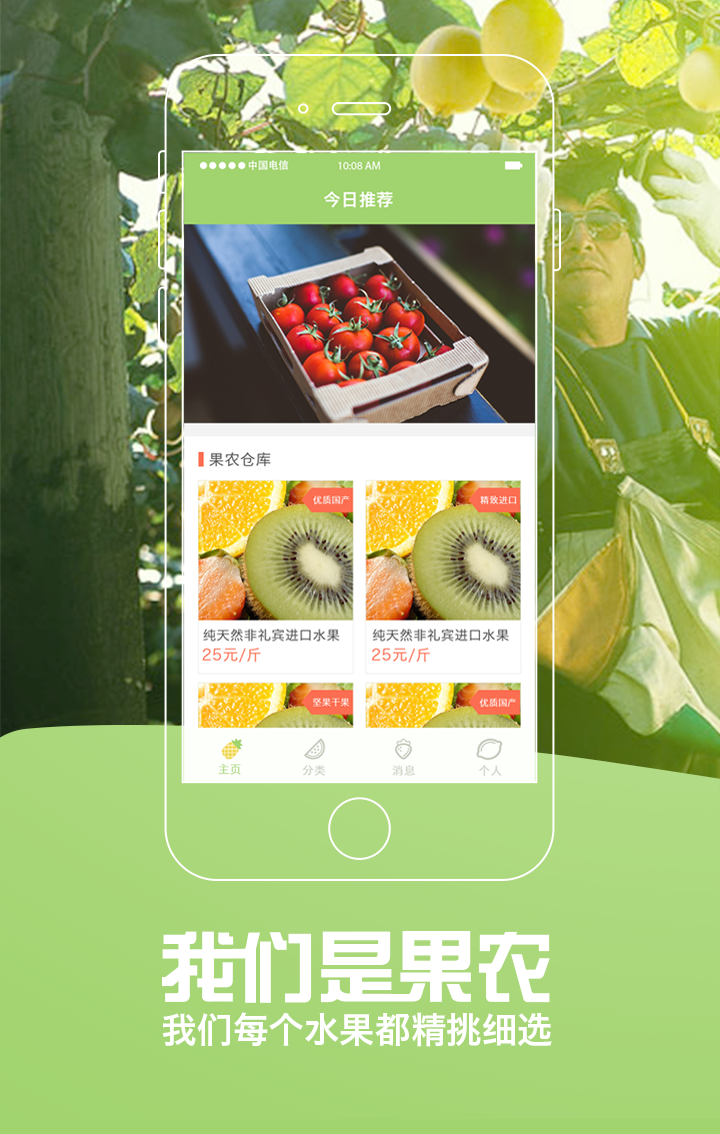 中国电信 10:08 AM
今日推荐
果农仓库
优质国产 精致进口
纯天然非礼宾进口水果 纯天然非礼宾进口水果
25元/斤 25元/斤
坚果干果 优质国产
主页 分类 消息 个人
我们是果农
我们每个水果都精挑细选